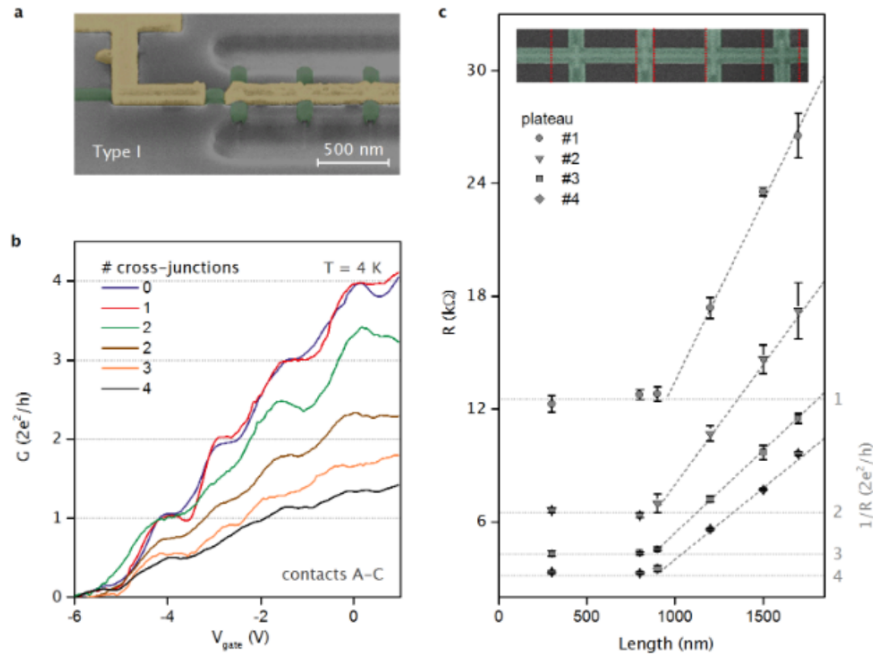 a
Type I
500 nm
b
# cross-junctions
T = 4 K
0
1
2
2
3
4
contacts A-C
G (2e²/h)
4
3
2
1
0
-6
-4
-2
0
V_gate (V)
c
plateau
#1
#2
#3
#4
R (kΩ)
30
24
18
12
6
1
2
3
4
1/R (2e²/h)
0
500
1000
1500
Length (nm)